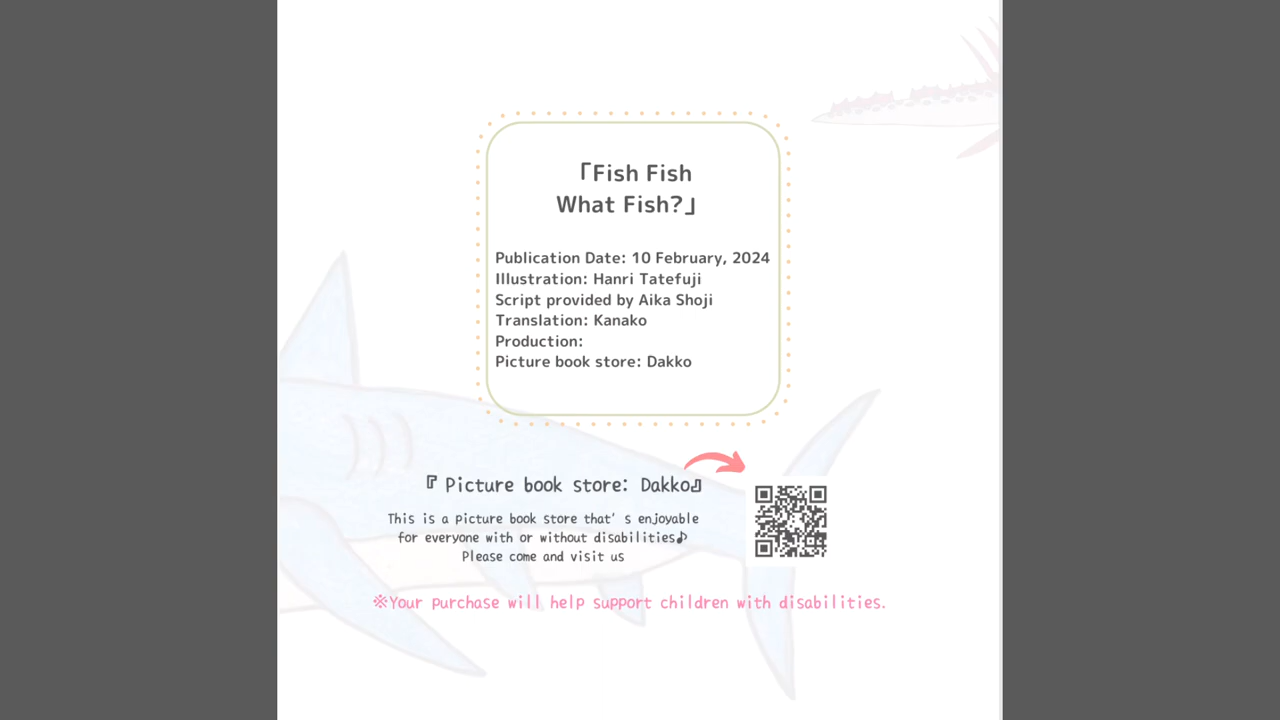 「Fish Fish
What Fish?」
Publication Date: 10 February, 2024
Illustration: Hanri Tatefuji
Script provided by Aika Shoji
Translation: Kanako
Production:
Picture book store: Dakko
『 Picture book store: Dakko』
This is a picture book store that’s enjoyable
for everyone with or without disabilities♪
Please come and visit us
※Your purchase will help support children with disabilities.